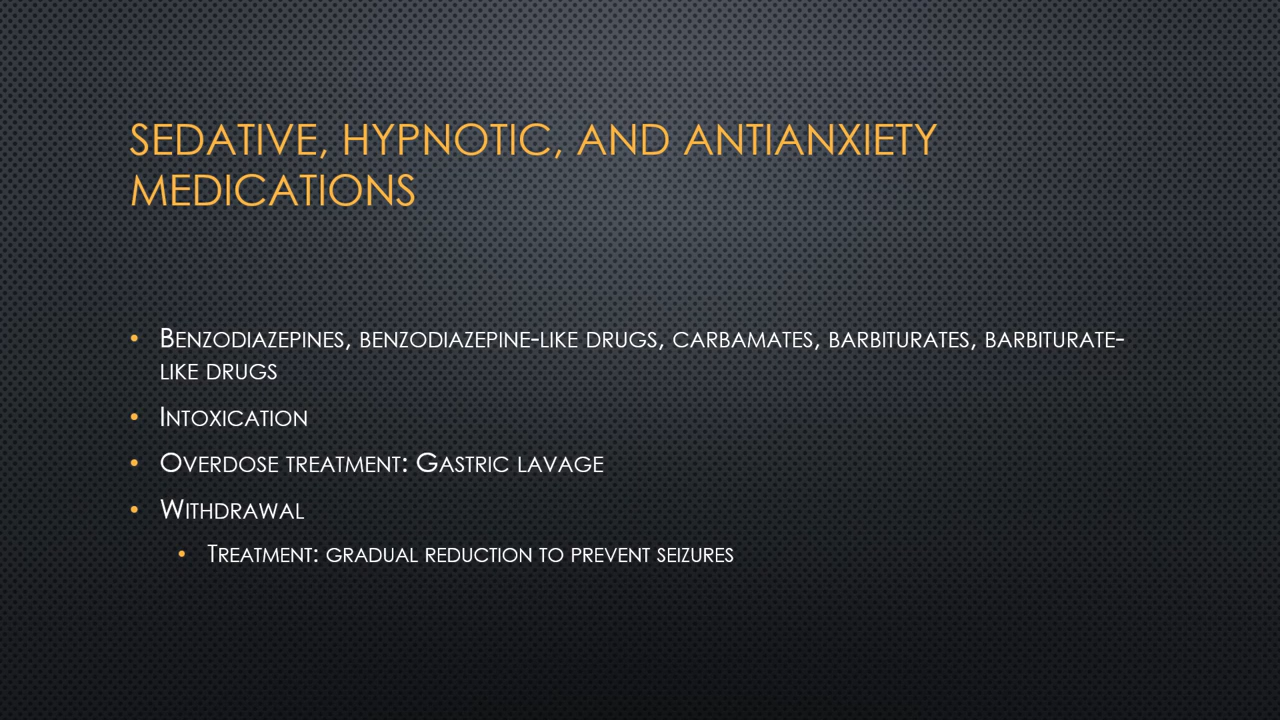 SEDATIVE, HYPNOTIC, AND ANTIANXIETY
MEDICATIONS
• BENZODIAZEPINES, BENZODIAZEPINE-LIKE DRUGS, CARBAMATES, BARBITURATES, BARBITURATE-
LIKE DRUGS
• INTOXICATION
• OVERDOSE TREATMENT: GASTRIC LAVAGE
• WITHDRAWAL
• TREATMENT: GRADUAL REDUCTION TO PREVENT SEIZURES